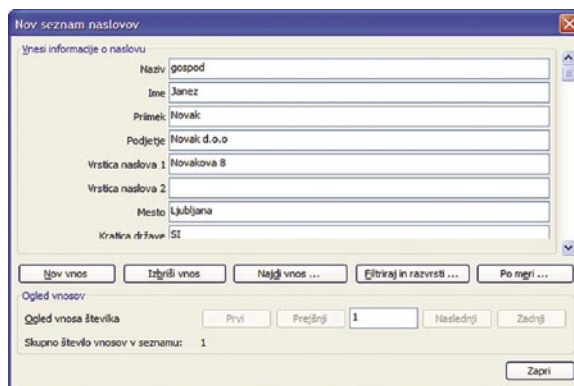 Nov seznam naslovov
Vnesi informacije o naslovu
Naziv gospod
Ime Janez
Priimek Novak
Podjetje Novak d.o.o
Vrstica naslova 1 Novakova 8
Vrstica naslova 2
Mesto Ljubljana
Kratica države SI
Nov vnos Izbriši vnos Najdi vnos ... Filtriraj in razvrsti ... Po meri ...
Ogled vnosov
Ogled vnosa številka Prvi Prejšnji 1 Naslednji Zadnji
Skupno število vnosov v seznamu: 1
Zapri